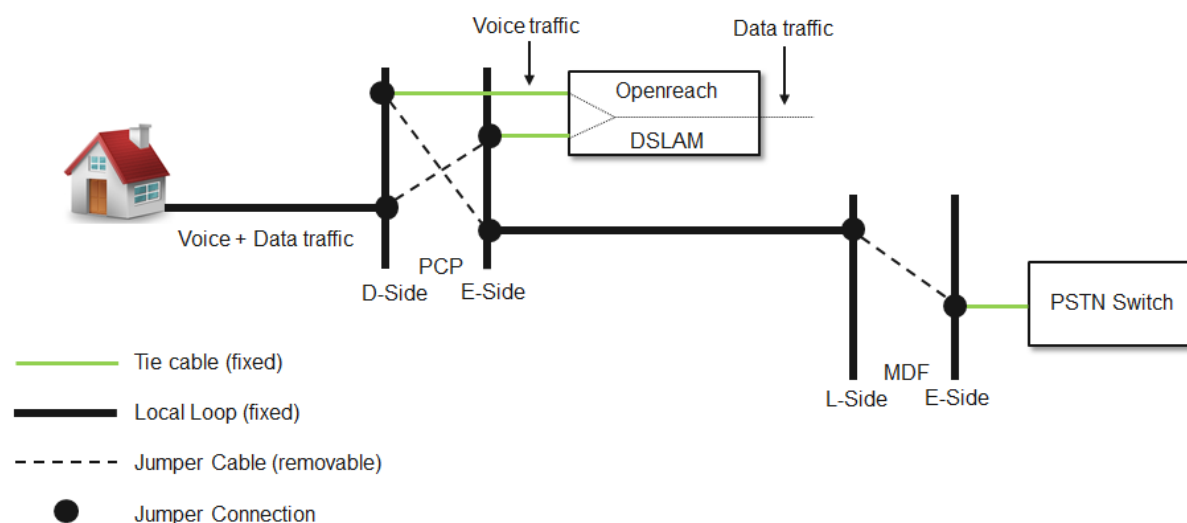 Voice traffic
Data traffic
Openreach
DSLAM
Voice + Data traffic
PCP
D-Side
E-Side
PSTN Switch
MDF
L-Side
E-Side
Tie cable (fixed)
Local Loop (fixed)
Jumper Cable (removable)
Jumper Connection